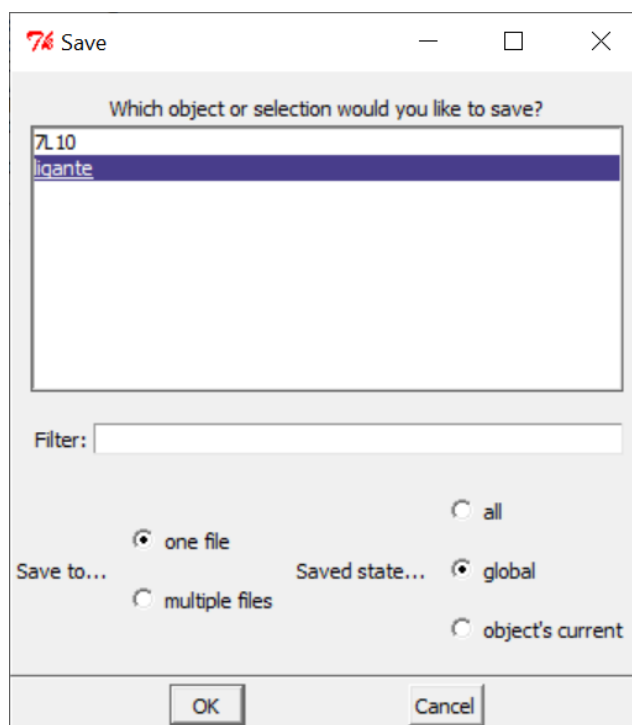 Save
Which object or selection would you like to save?
7L10
ligante
Filter:
all
one file
Save to...
Saved state...
global
multiple files
object's current
OK
Cancel